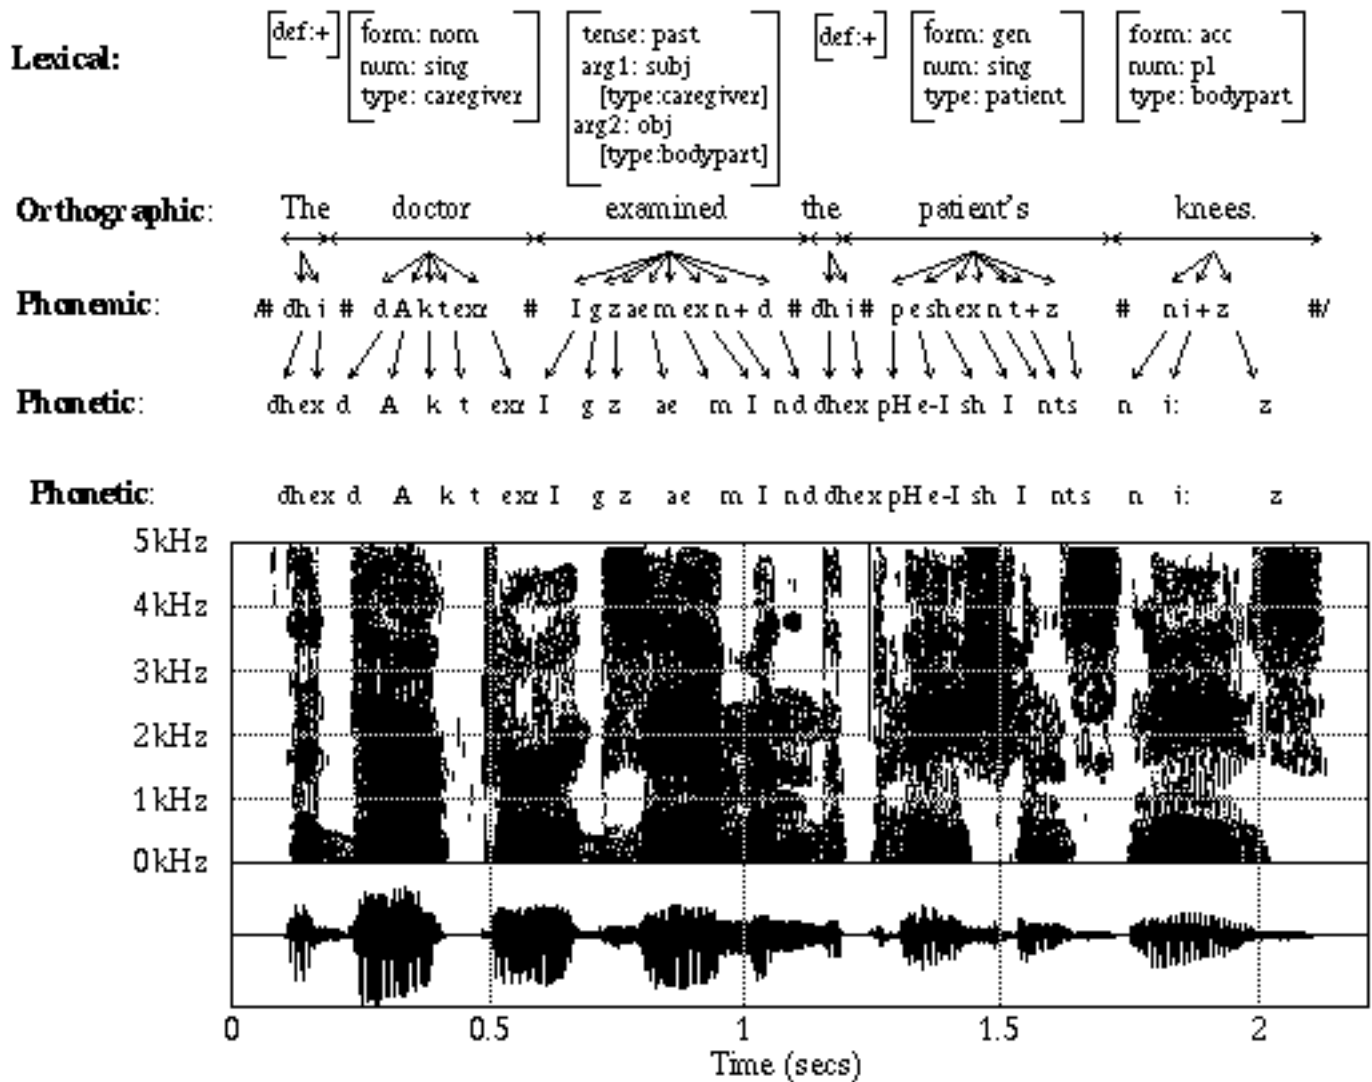 Lexical:
[def:+] [form: nom [tense: past [def:+] [form: gen [form: acc
num: sing arg1: subj num: sing num: pl
type: caregiver] [type:caregiver] type: patient] type: bodypart]
arg2: obj
[type:bodypart]]
Orthographic: The doctor examined the patient's knees.
Phonemic: /# dh i # d A k t exr # I g z ae m ex n + d # dh i # p e sh ex n t + z # n i + z #/
Phonetic: dh ex d A k t exr I g z ae m I n d dh ex pH e-I sh I n t s n i: z
Phonetic: dh ex d A k t exr I g z ae m I n d dh ex pH e-I sh I n t s n i: z
5kHz
4kHz
3kHz
2kHz
1kHz
0kHz
0 0.5 1 1.5 2
Time (secs)